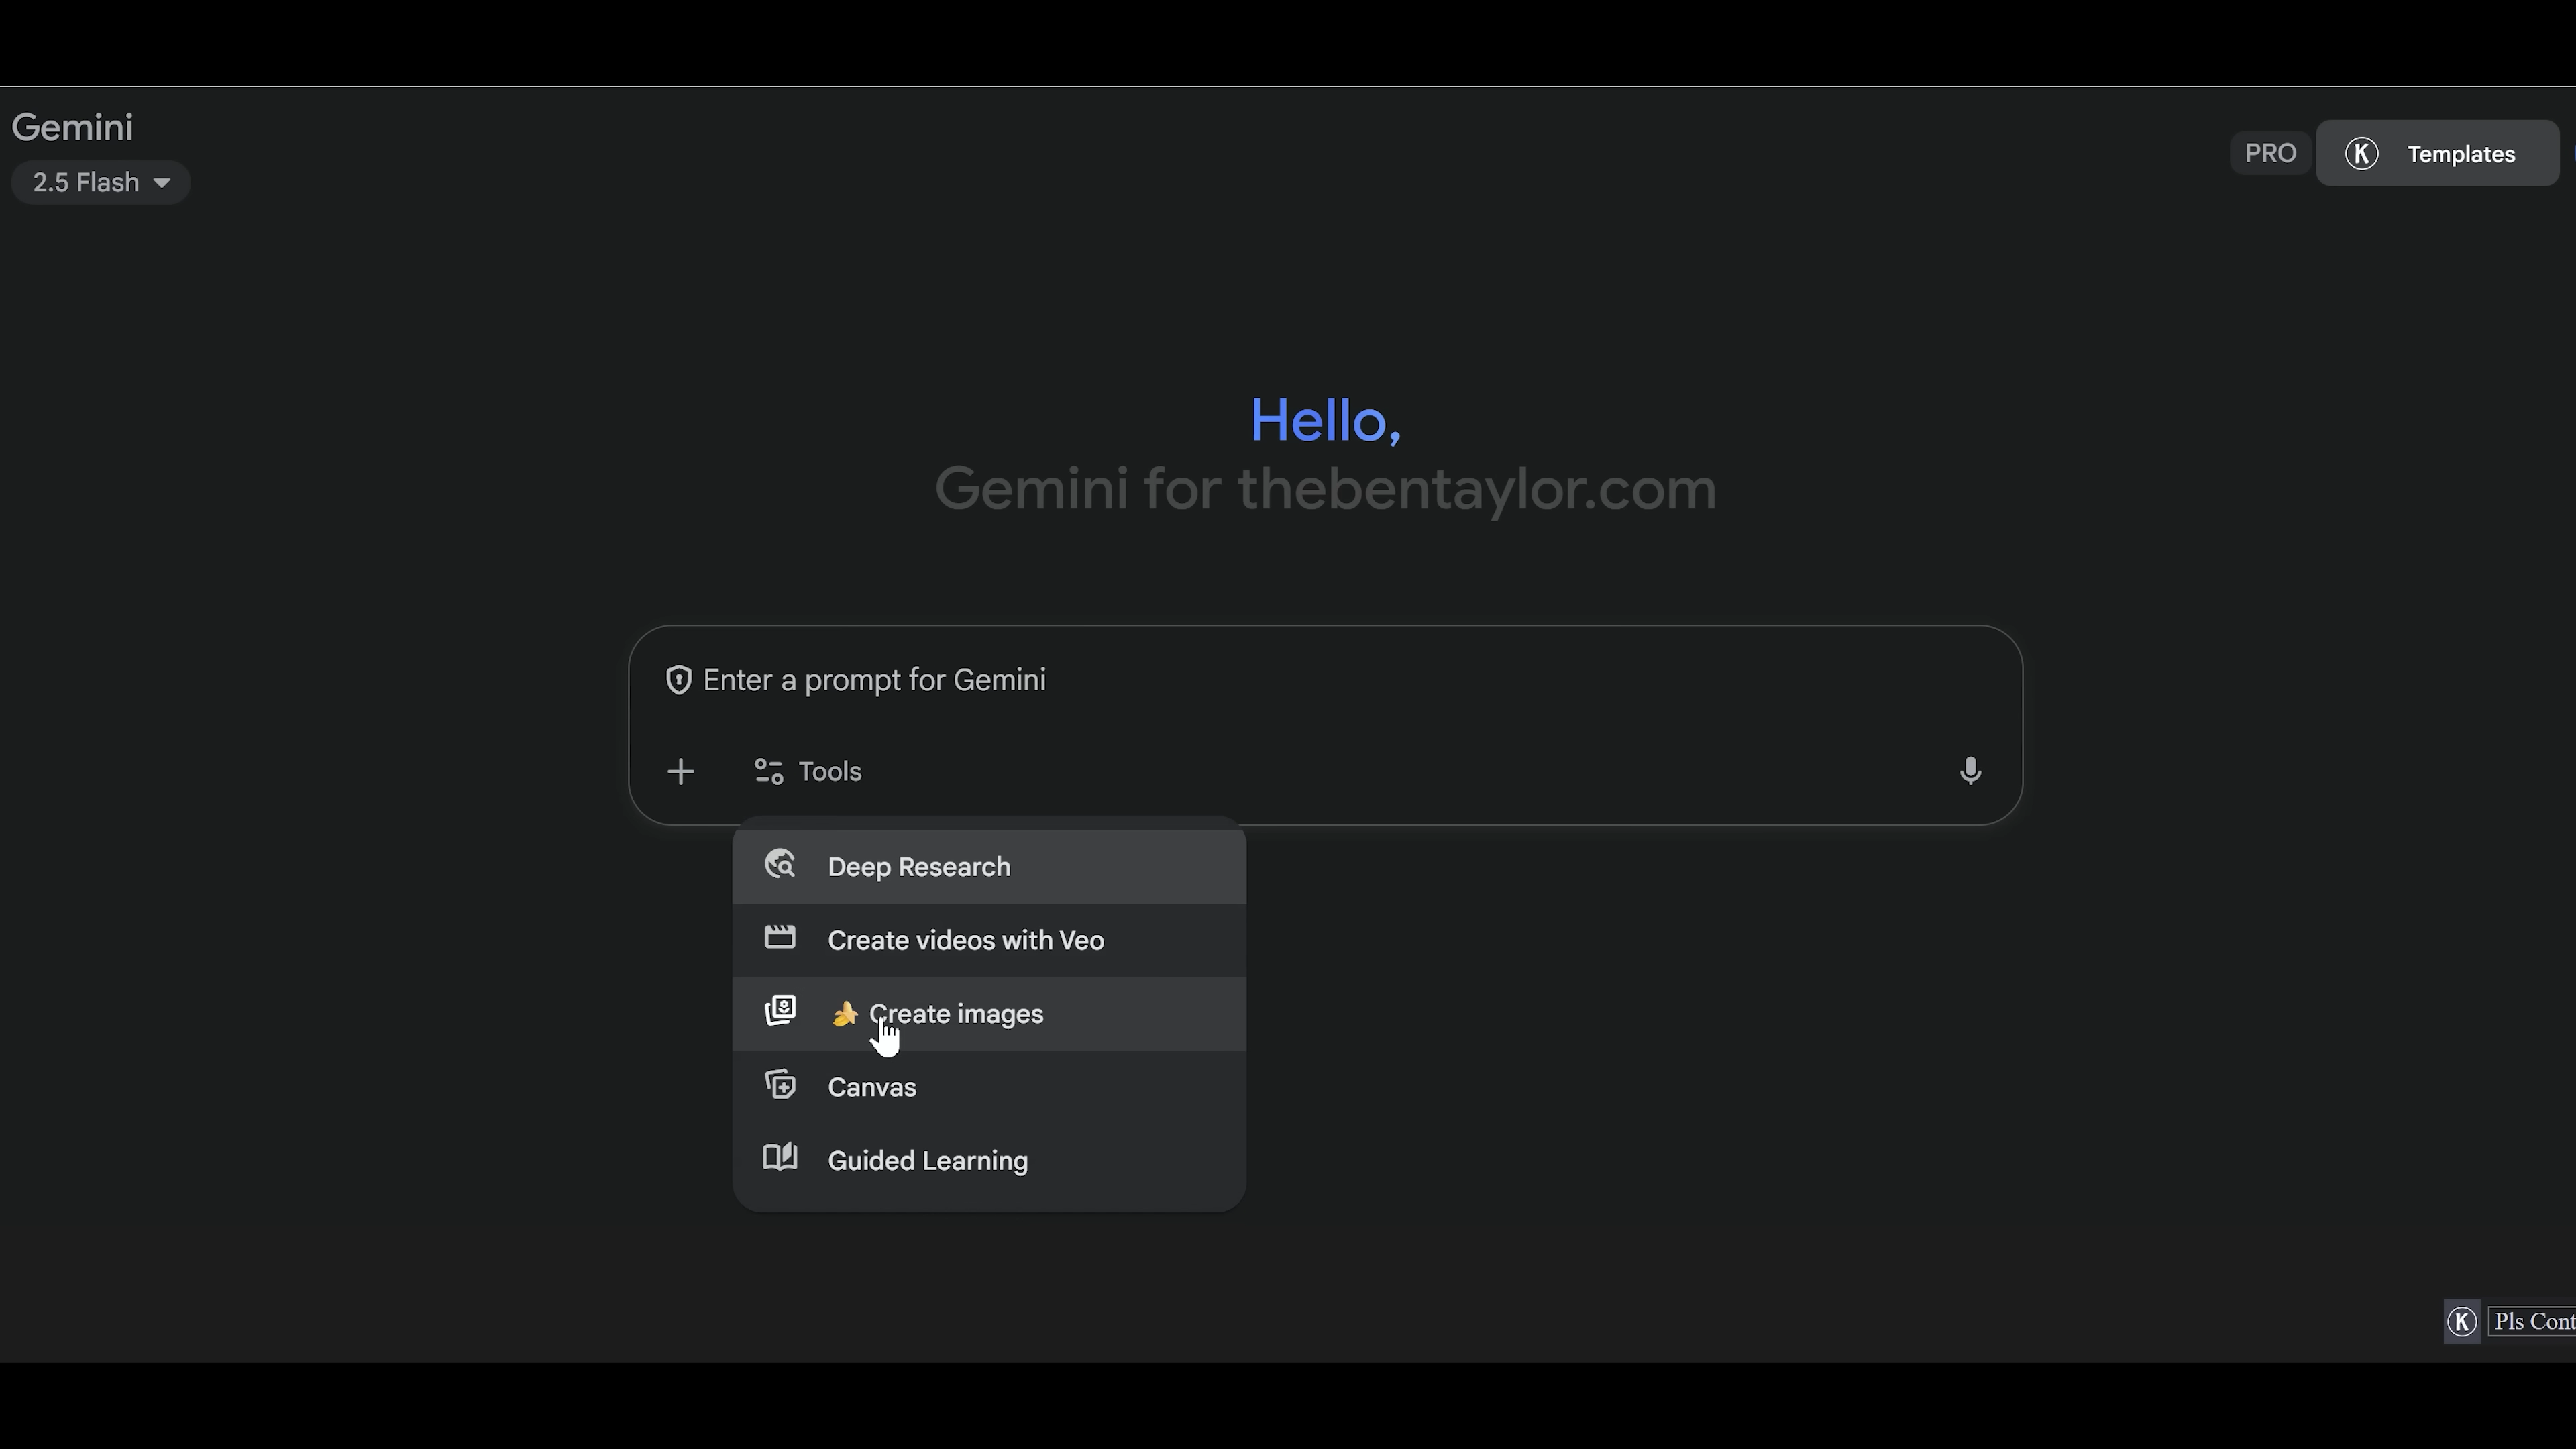 Gemini
2.5 Flash
PRO
K Templates
Hello,
Gemini for thebentaylor.com
Enter a prompt for Gemini
Tools
Deep Research
Create videos with Veo
🍌 Create images
Canvas
Guided Learning
K Pls Cont